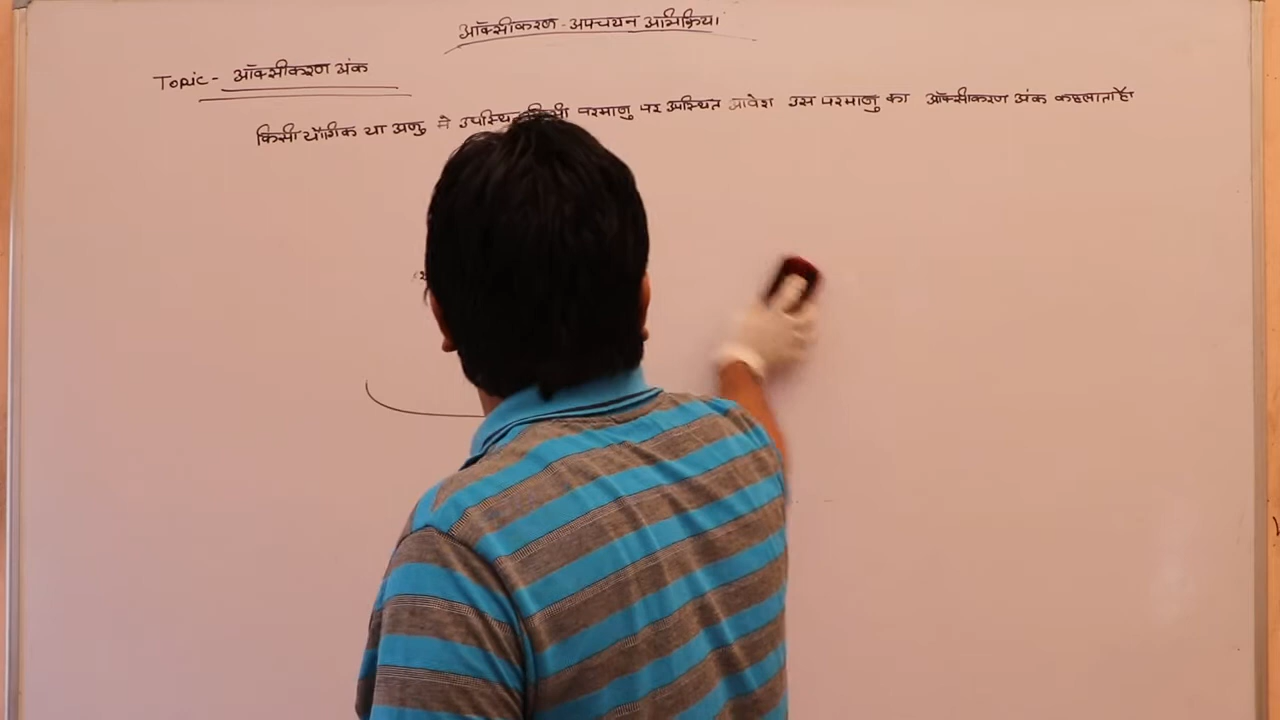 ऑक्सीकरण - अपचयन अभिक्रिया
Topic - ऑक्सीकरण अंक
किसी यौगिक या अणु मे उपस्थित किसी परमाणु पर उपस्थित आवेश उस परमाणु का ऑक्सीकरण अंक कहलाता है।